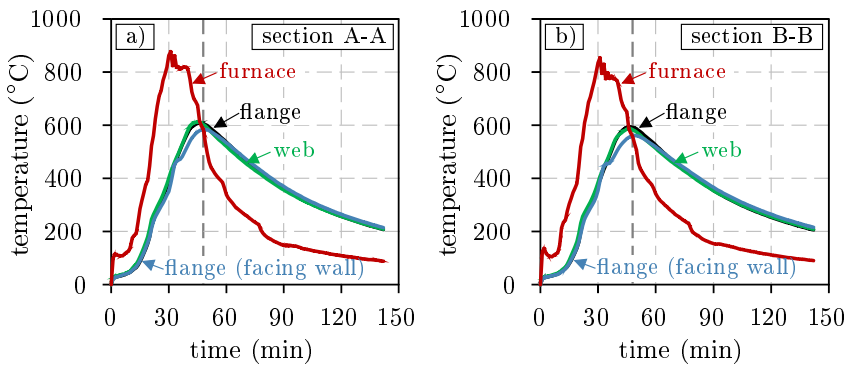 1000
800
600
400
200
0
temperature (°C)
a)
section A-A
furnace
flange
web
flange (facing wall)
0 30 60 90 120 150
time (min)
1000
800
600
400
200
0
temperature (°C)
b)
section B-B
furnace
flange
web
flange (facing wall)
0 30 60 90 120 150
time (min)